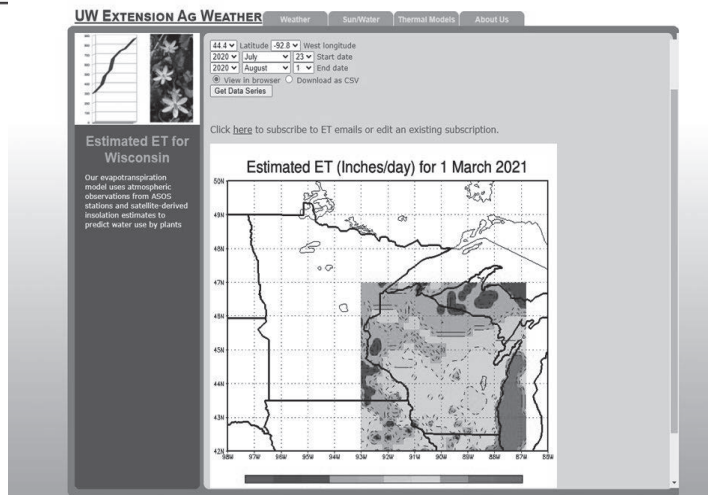 UW EXTENSION AG WEATHER
Weather Sun/Water Thermal Models About Us
44.4 Latitude -92.8 West longitude
2020 July 23 Start date
2020 August 1 End date
View in browser Download as CSV
Get Data Series
Click here to subscribe to ET emails or edit an existing subscription.
Estimated ET for
Wisconsin
Our evapotranspiration
model uses atmospheric
observations from ASOS
stations and satellite-derived
insolation estimates to
predict water use by plants
Estimated ET (Inches/day) for 1 March 2021
50N
49N
48N
47N
46N
45N
44N
43N
42N
98W 97W 96W 95W 94W 93W 92W 91W 90W 89W 88W 87W 86W